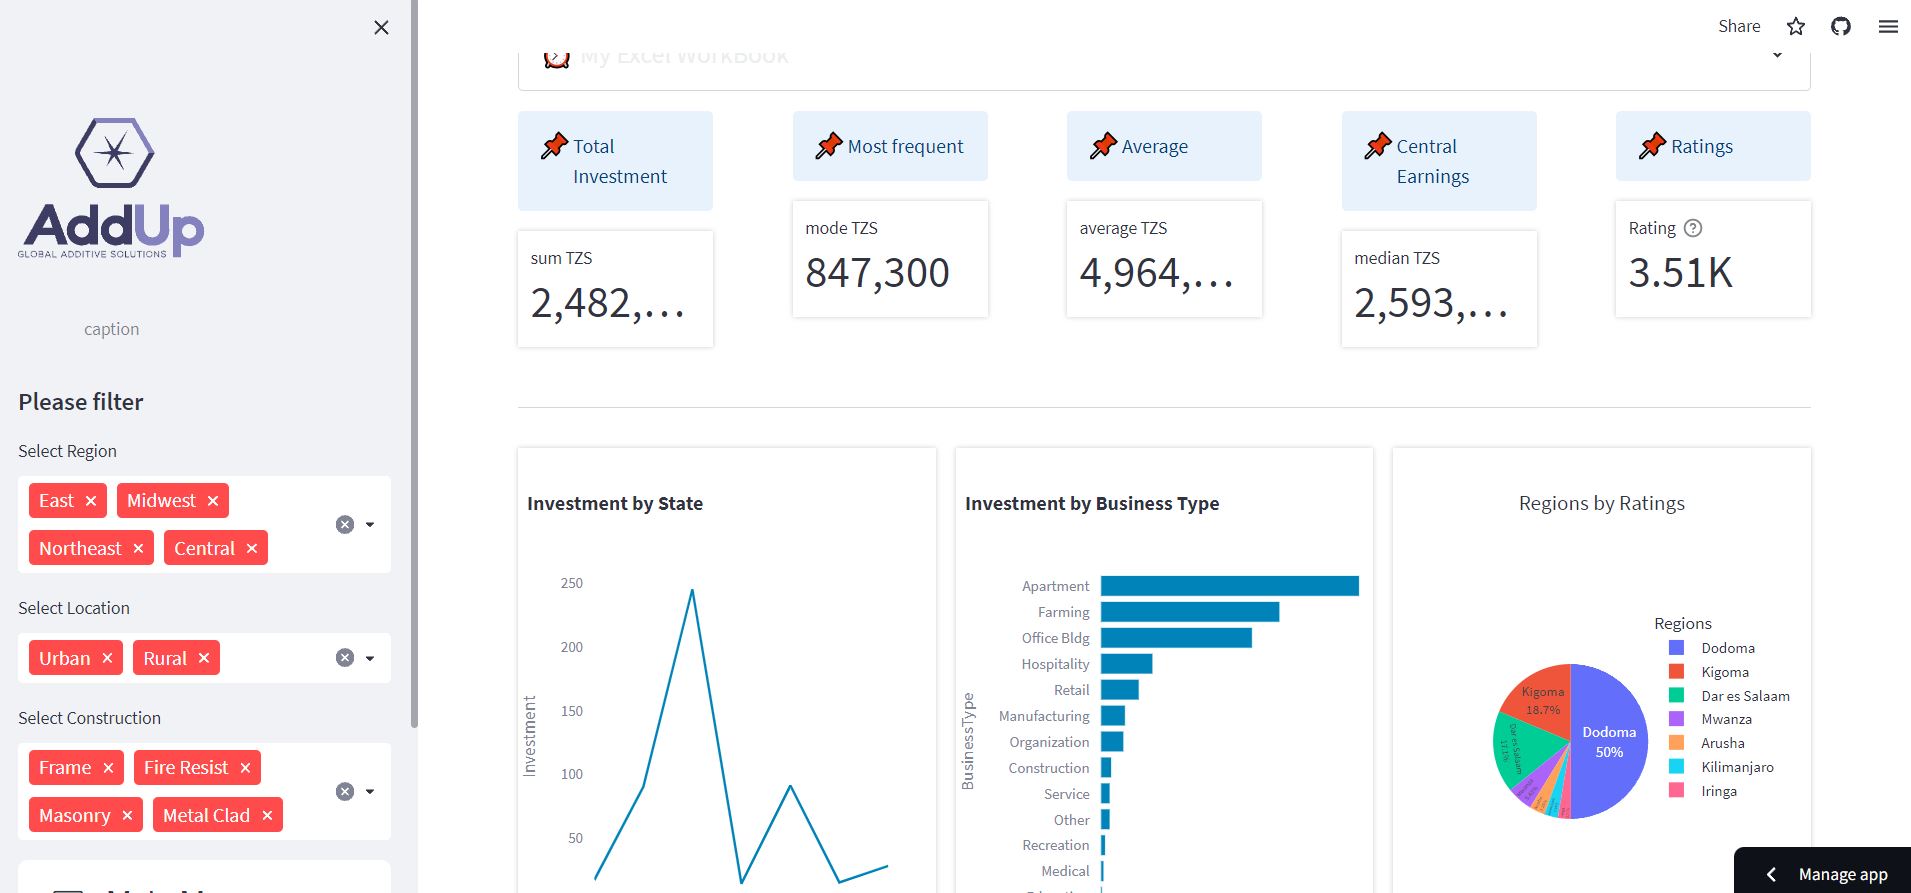 Share
My Excel WorkBook
AddUp
GLOBAL ADDITIVE SOLUTIONS
caption
Please filter
Select Region
East
Midwest
Northeast
Central
Select Location
Urban
Rural
Select Construction
Frame
Fire Resist
Masonry
Metal Clad
Total
Investment
sum TZS
2,482,…
Most frequent
mode TZS
847,300
Average
average TZS
4,964,…
Central
Earnings
median TZS
2,593,…
Ratings
Rating
3.51K
Investment by State
Investment
250
200
150
100
50
Investment by Business Type
BusinessType
Apartment
Farming
Office Bldg
Hospitality
Retail
Manufacturing
Organization
Construction
Service
Other
Recreation
Medical
Regions by Ratings
Regions
Dodoma
Kigoma
Dar es Salaam
Mwanza
Arusha
Kilimanjaro
Iringa
Kigoma
18.7%
Dodoma
50%
Dar es Salaam
Manage app